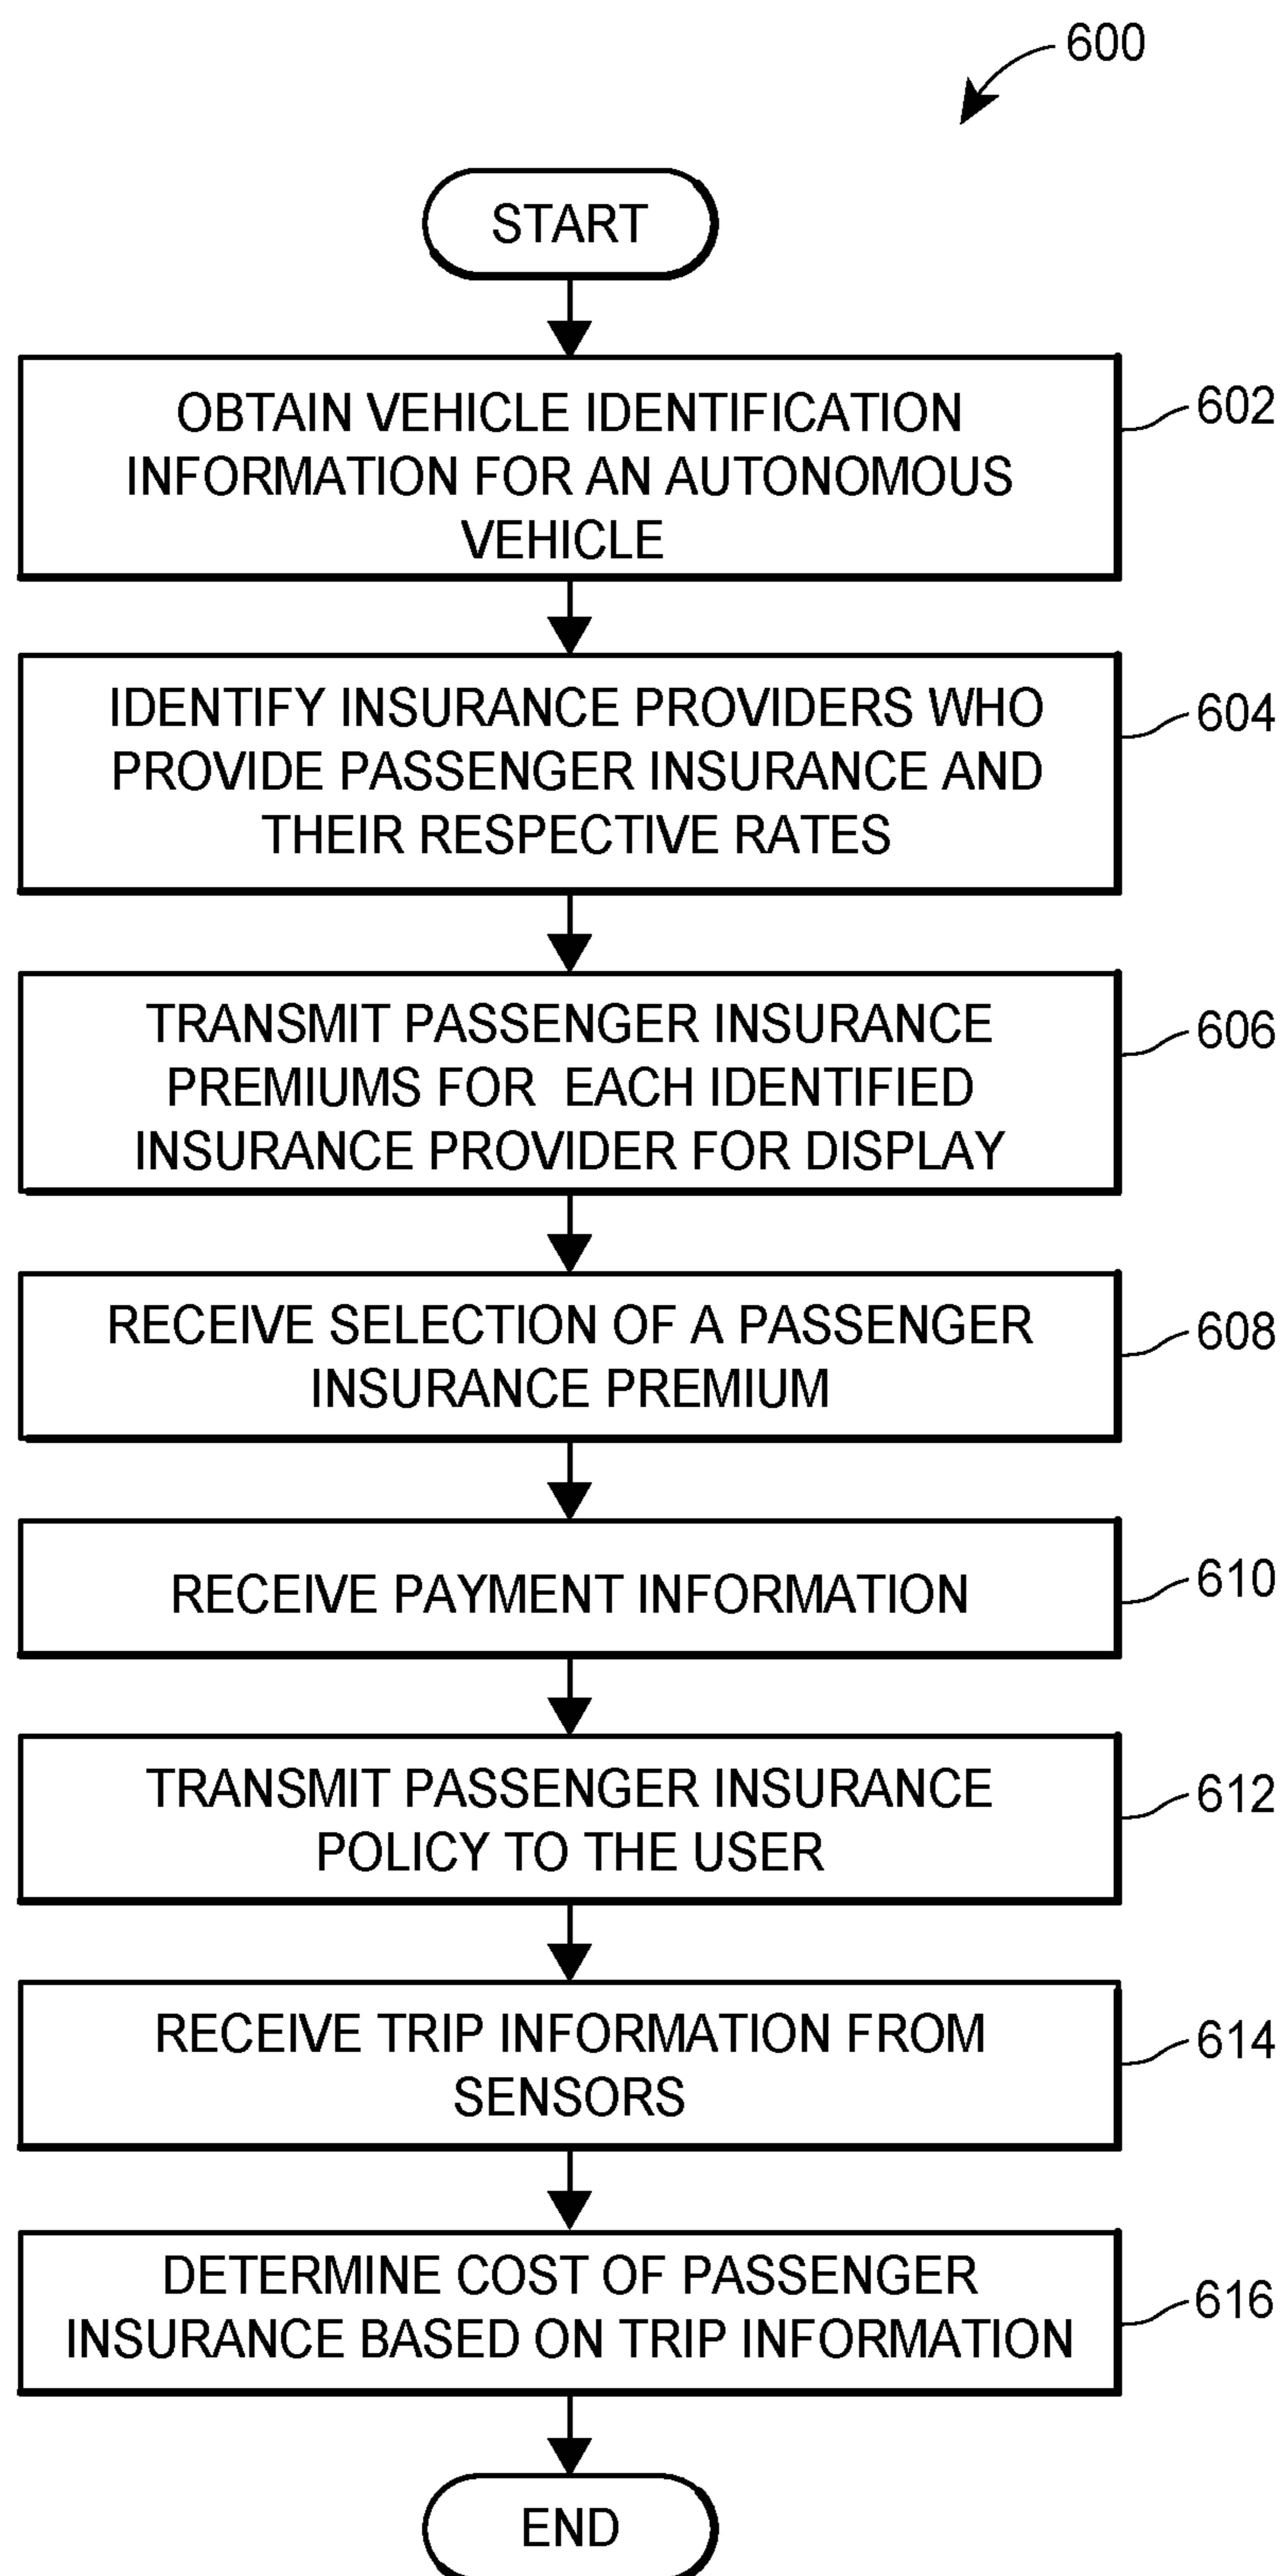 600
START
OBTAIN VEHICLE IDENTIFICATION
INFORMATION FOR AN AUTONOMOUS
VEHICLE
602
IDENTIFY INSURANCE PROVIDERS WHO
PROVIDE PASSENGER INSURANCE AND
THEIR RESPECTIVE RATES
604
TRANSMIT PASSENGER INSURANCE
PREMIUMS FOR EACH IDENTIFIED
INSURANCE PROVIDER FOR DISPLAY
606
RECEIVE SELECTION OF A PASSENGER
INSURANCE PREMIUM
608
RECEIVE PAYMENT INFORMATION
610
TRANSMIT PASSENGER INSURANCE
POLICY TO THE USER
612
RECEIVE TRIP INFORMATION FROM
SENSORS
614
DETERMINE COST OF PASSENGER
INSURANCE BASED ON TRIP INFORMATION
616
END